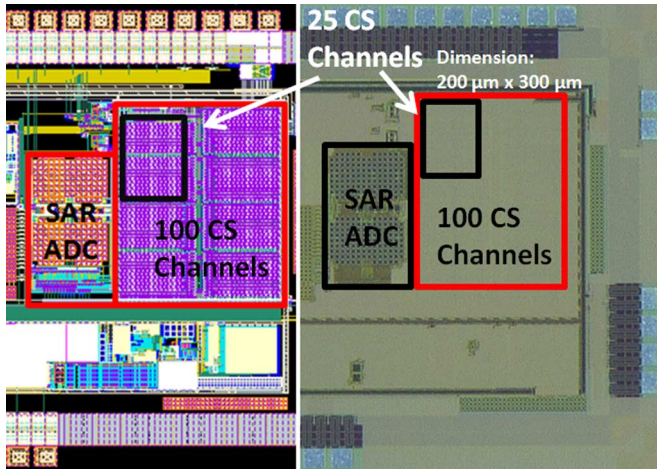 25 CS
Channels
Dimension:
200 µm x 300 µm
SAR
ADC
100 CS
Channels
SAR
ADC
100 CS
Channels